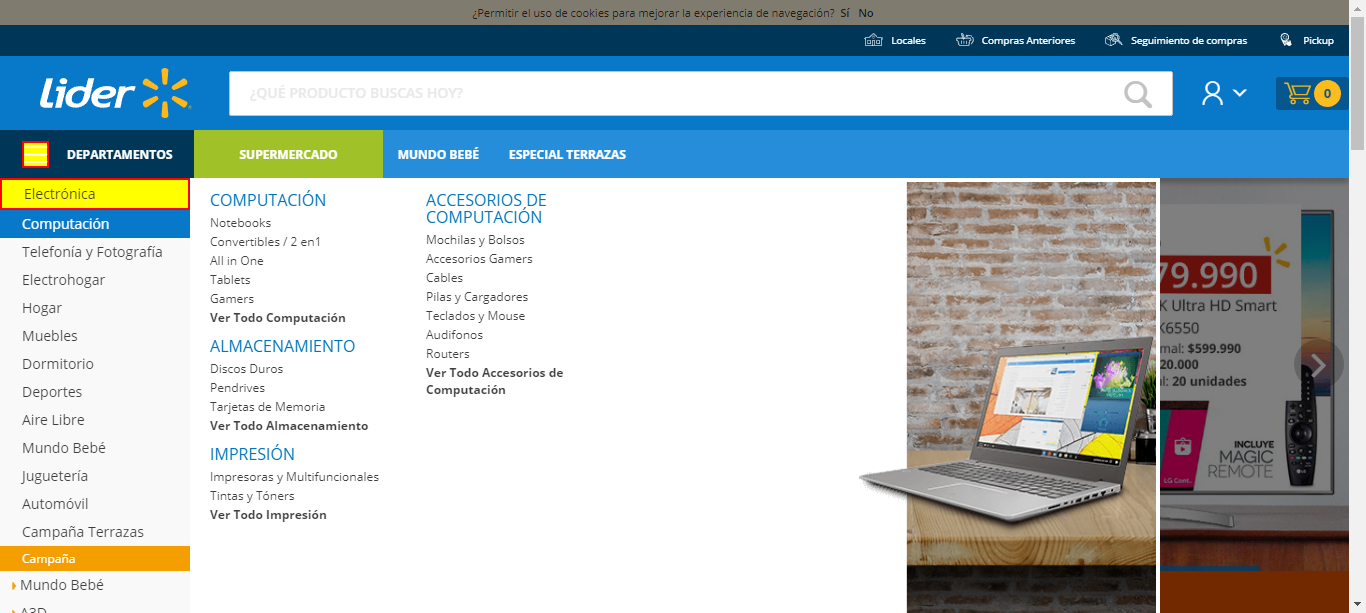 ¿Permitir el uso de cookies para mejorar la experiencia de navegación? Sí No
Locales Compras Anteriores Seguimiento de compras Pickup
lider
¿QUÉ PRODUCTO BUSCAS HOY?
0
DEPARTAMENTOS SUPERMERCADO MUNDO BEBÉ ESPECIAL TERRAZAS
Electrónica
Computación
Telefonía y Fotografía
Electrohogar
Hogar
Muebles
Dormitorio
Deportes
Aire Libre
Mundo Bebé
Juguetería
Automóvil
Campaña Terrazas
Campaña
Mundo Bebé
A3D
COMPUTACIÓN
Notebooks
Convertibles / 2 en1
All in One
Tablets
Gamers
Ver Todo Computación
ALMACENAMIENTO
Discos Duros
Pendrives
Tarjetas de Memoria
Ver Todo Almacenamiento
IMPRESIÓN
Impresoras y Multifuncionales
Tintas y Tóners
Ver Todo Impresión
ACCESORIOS DE
COMPUTACIÓN
Mochilas y Bolsos
Accesorios Gamers
Cables
Pilas y Cargadores
Teclados y Mouse
Audifonos
Routers
Ver Todo Accesorios de
Computación
79.990
K Ultra HD Smart
K6550
mal: $599.990
20.000
l: 20 unidades
INCLUYE
MAGIC
REMOTE
LG Cont.
LG